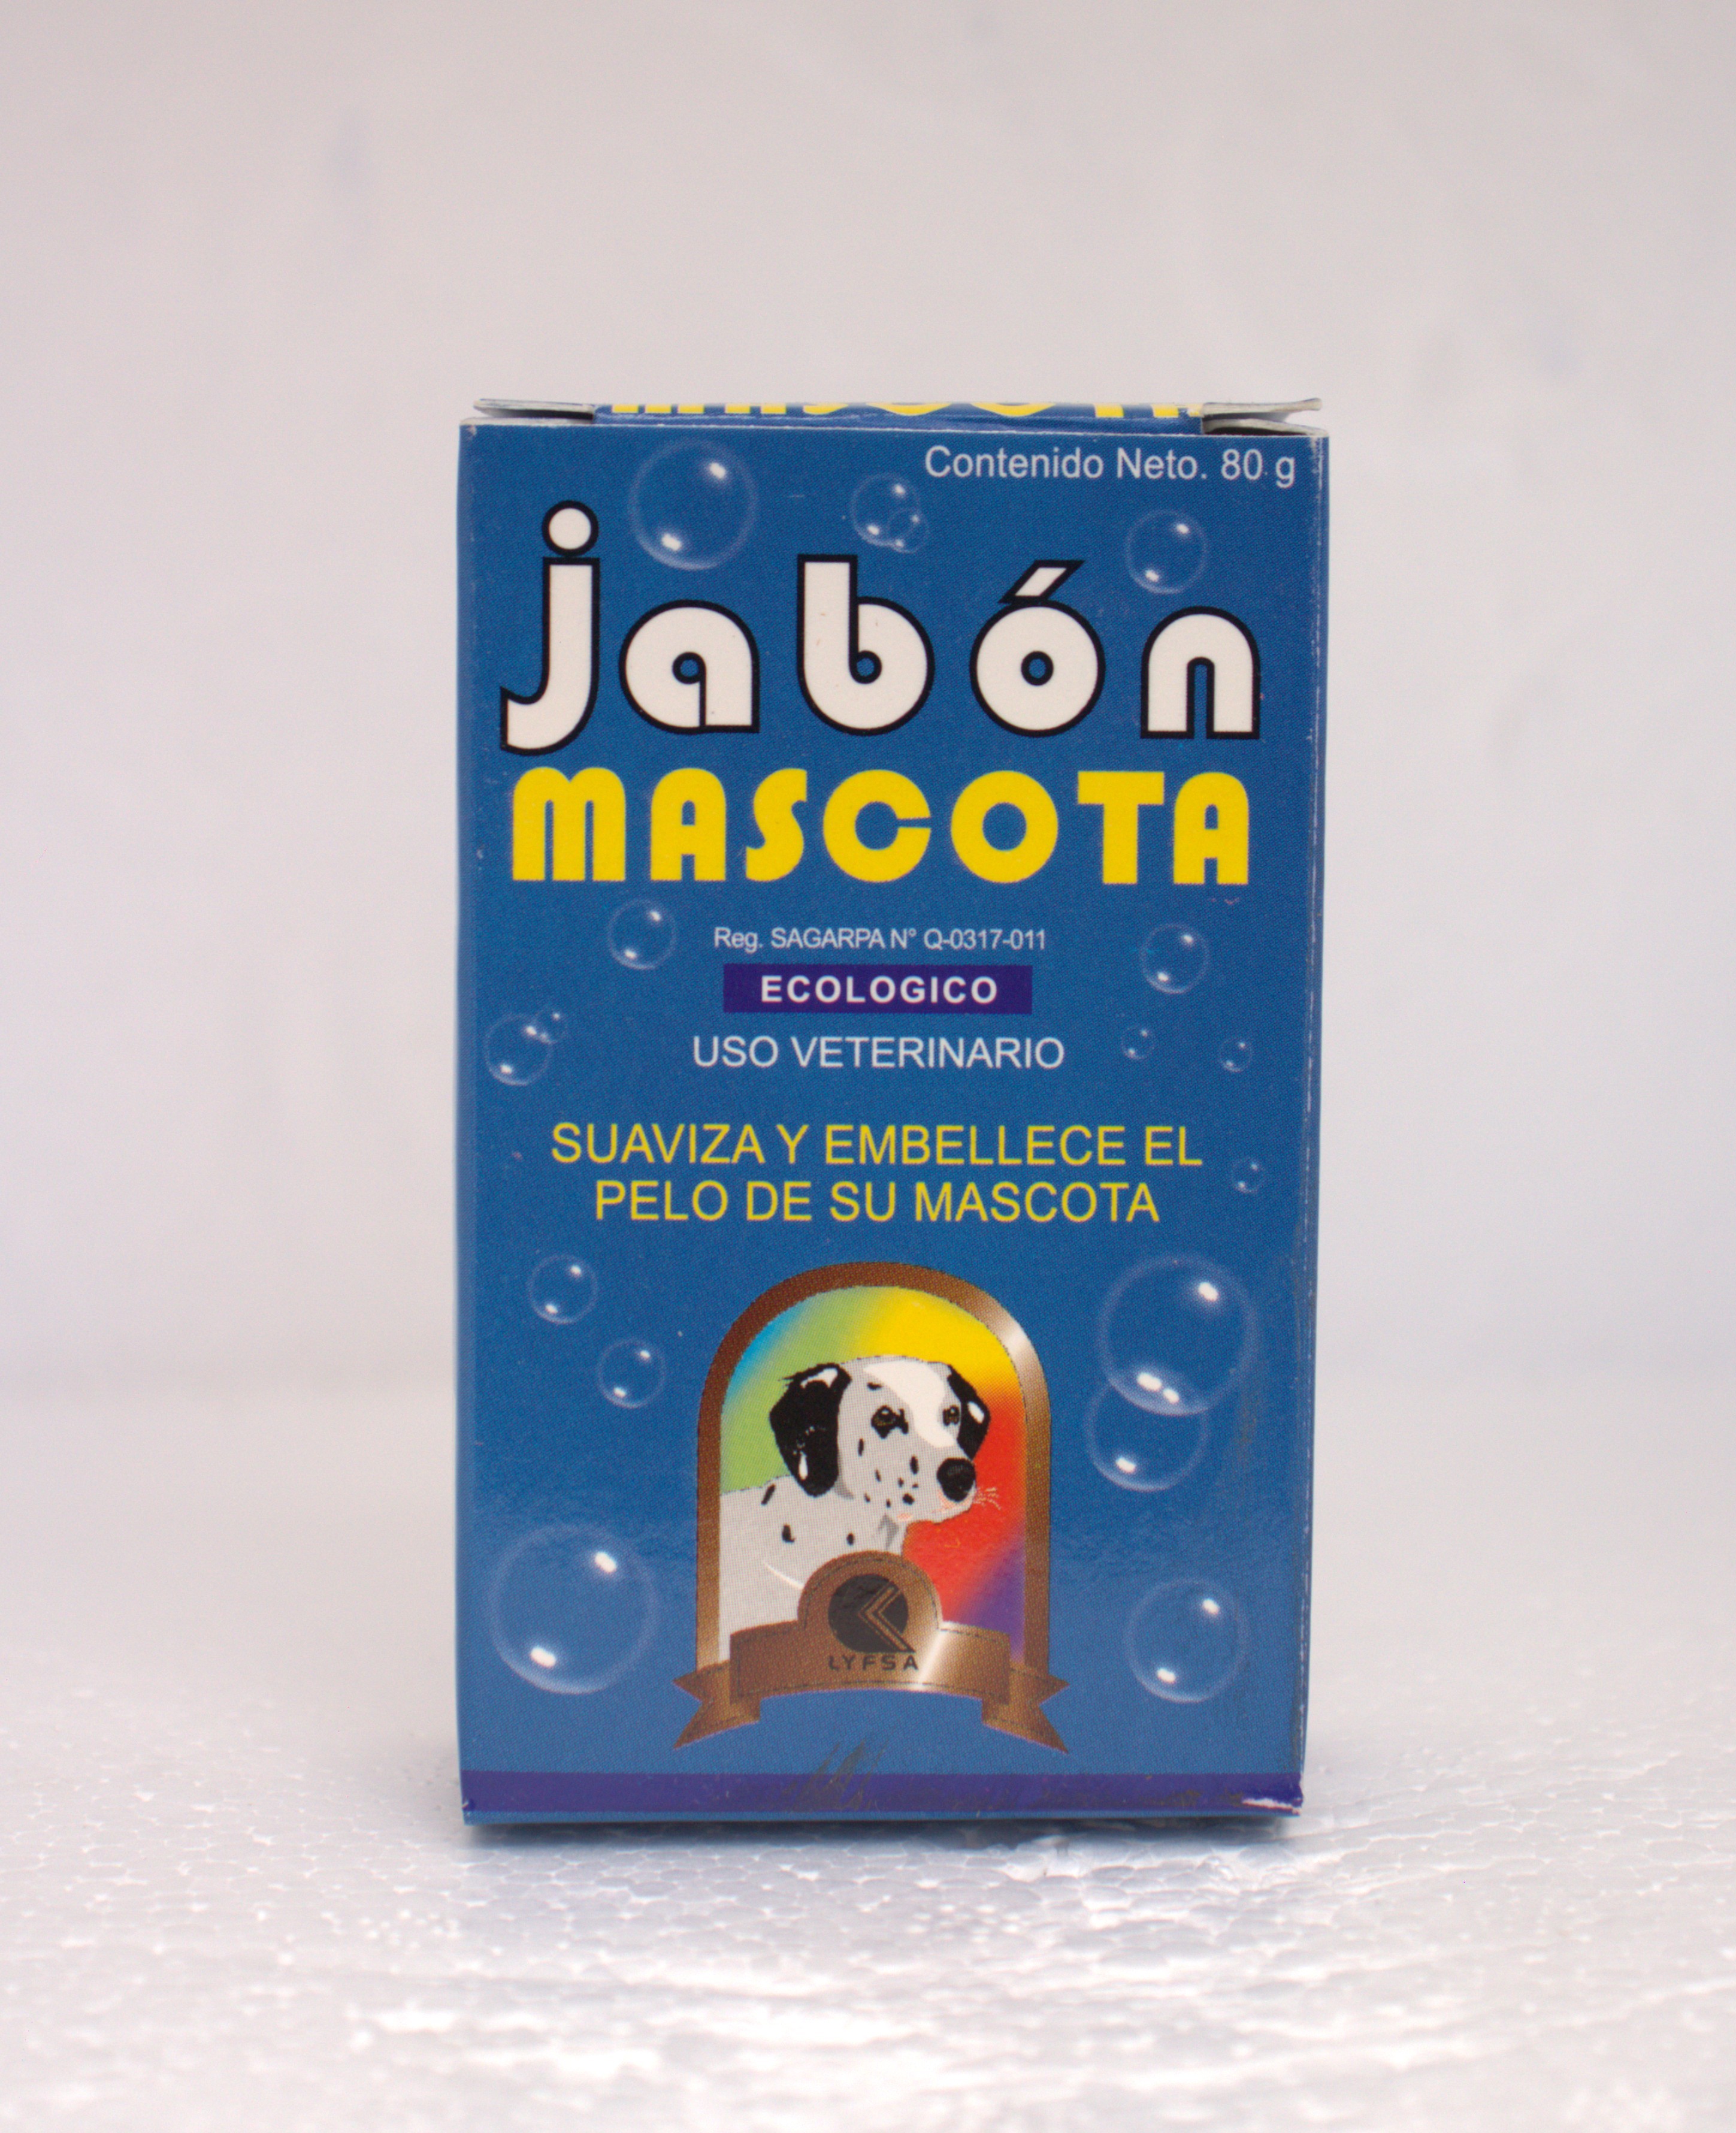 MASCOTA
Contenido Neto. 80 g
jabón
MASCOTA
Reg. SAGARPA N° Q-0317-011
ECOLOGICO
USO VETERINARIO
SUAVIZA Y EMBELLECE EL
PELO DE SU MASCOTA
LYFSA